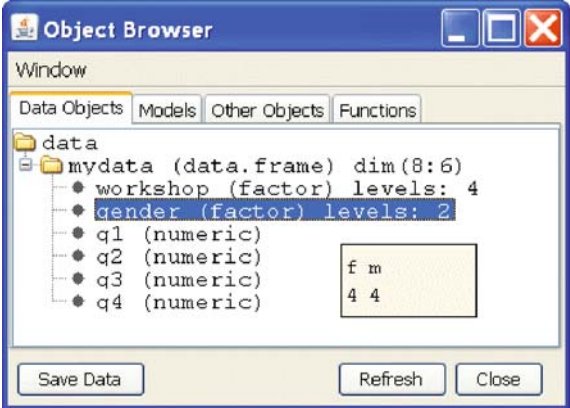 Object Browser
Window
Data Objects Models Other Objects Functions
data
mydata (data.frame) dim(8:6)
workshop (factor) levels: 4
gender (factor) levels: 2
q1 (numeric)
q2 (numeric)
q3 (numeric)
q4 (numeric)
f m
4 4
Save Data Refresh Close